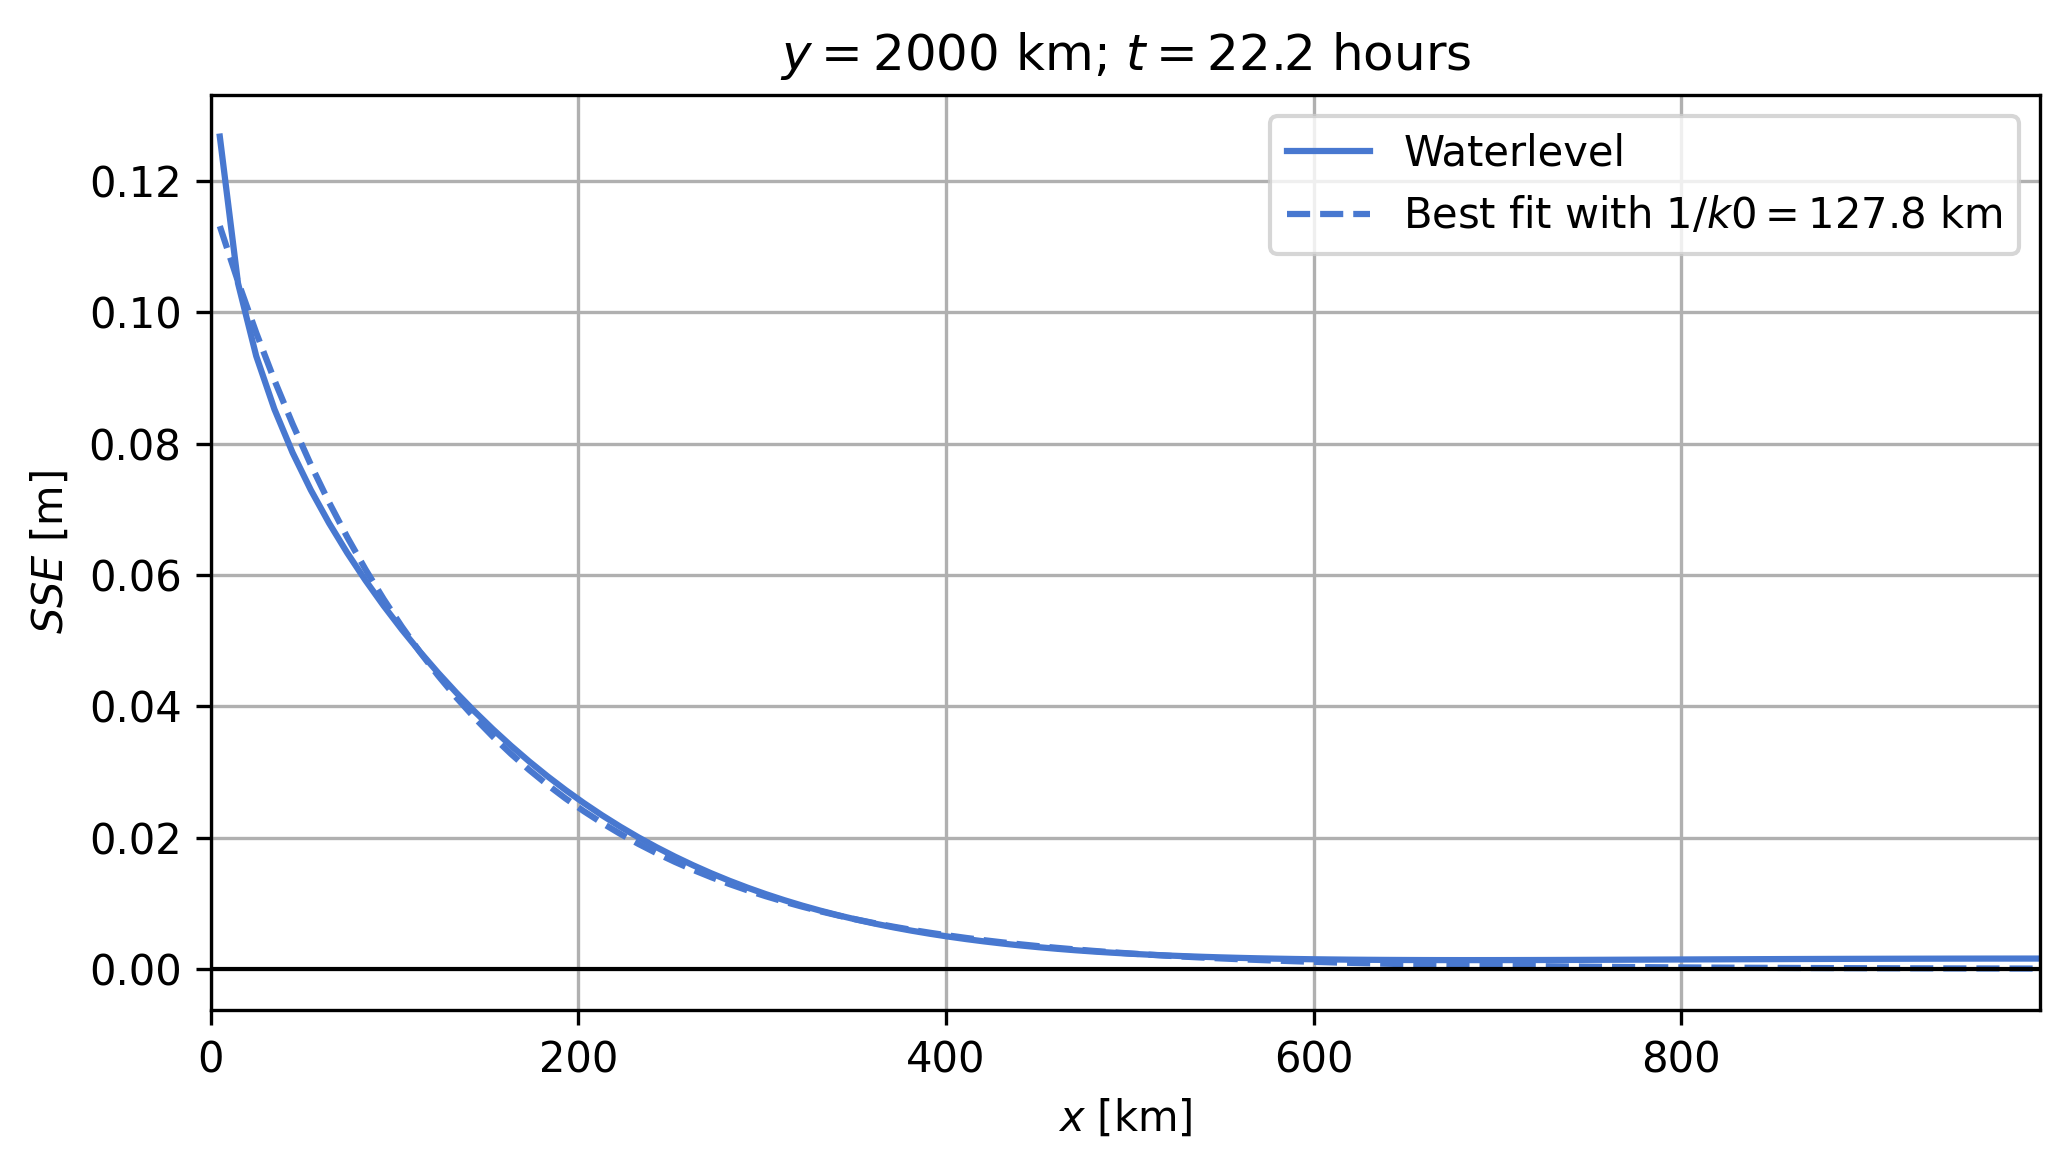 y = 2000 km; t = 22.2 hours
Waterlevel
Best fit with 1/k0 = 127.8 km
0.12
0.10
0.08
0.06
0.04
0.02
0.00
SSE [m]
0 200 400 600 800
x [km]